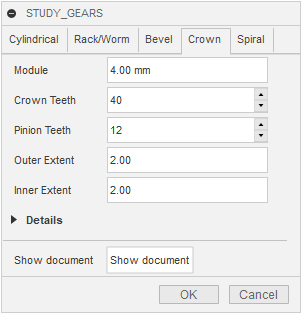 STUDY_GEARS
Cylindrical Rack/Worm Bevel Crown Spiral
Module 4.00 mm
Crown Teeth 40
Pinion Teeth 12
Outer Extent 2.00
Inner Extent 2.00
Details
Show document Show document
OK Cancel